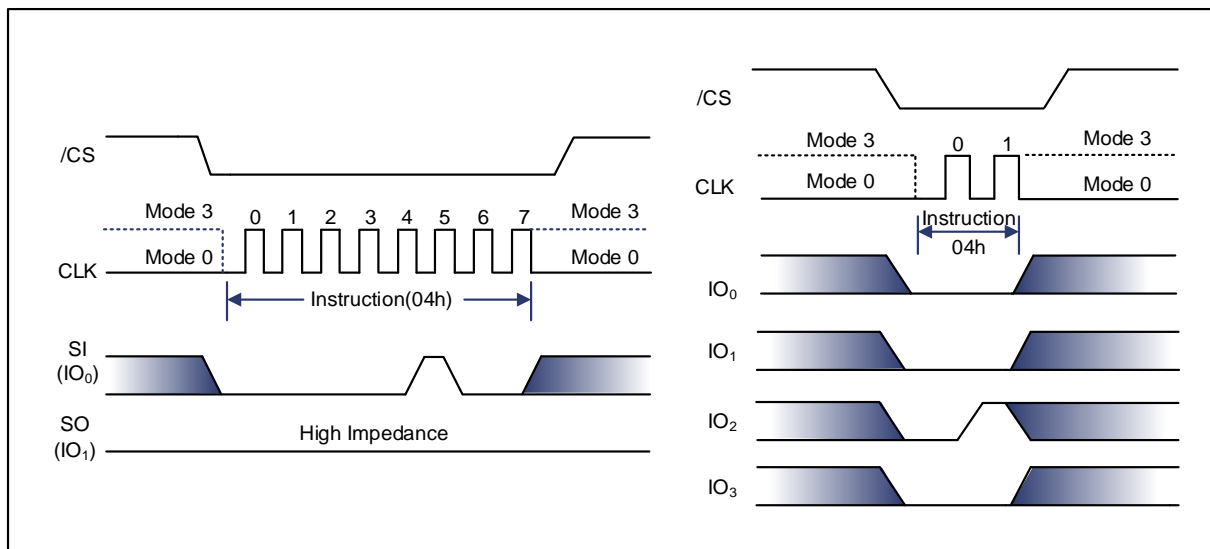 /CS
Mode 3
0 1 2 3 4 5 6 7
Mode 3
Mode 0
Mode 0
CLK
Instruction(04h)
SI
(IO₀)
SO
(IO₁)
High Impedance
/CS
Mode 3
0 1
Mode 3
CLK
Mode 0
Mode 0
Instruction
04h
IO₀
IO₁
IO₂
IO₃